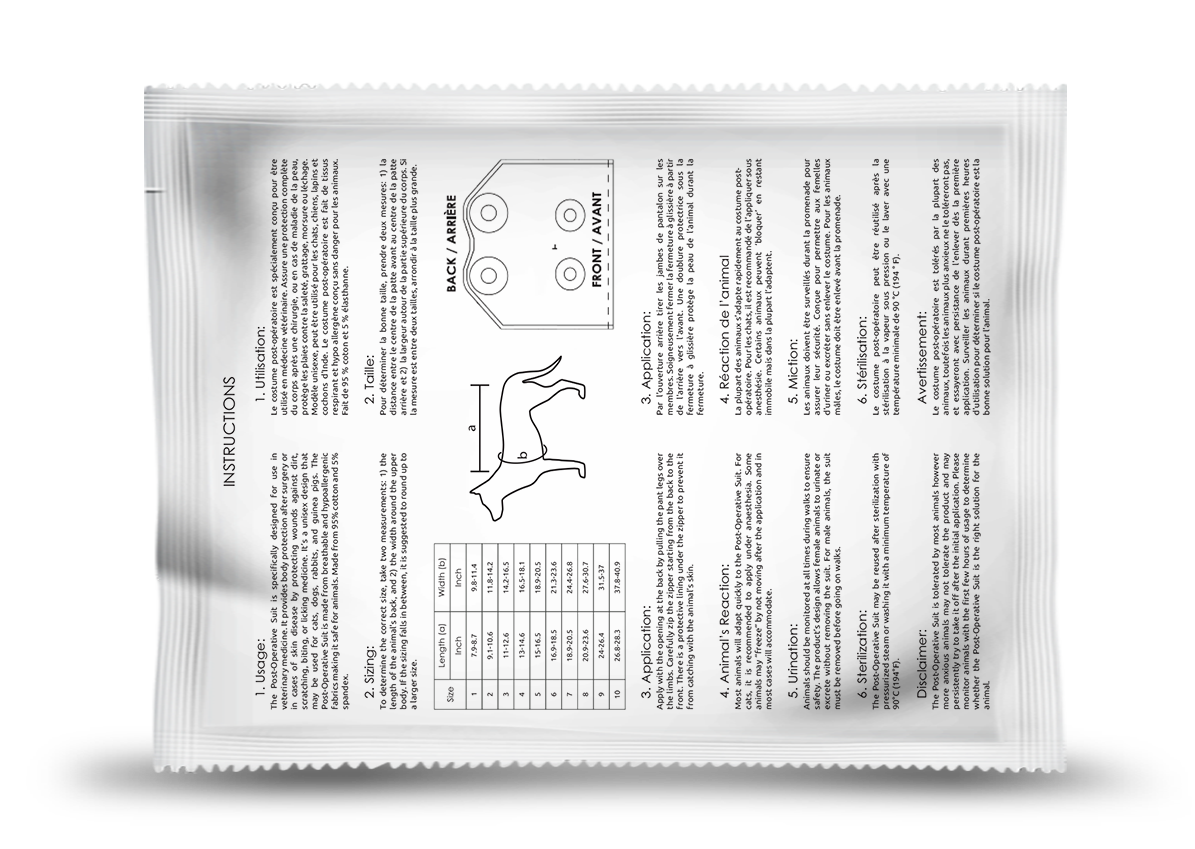 INSTRUCTIONS
1. Usage:
The Post-Operative Suit is specifically designed for use in
veterinary medicine. It provides body protection after surgery or
in cases of skin disease by protecting wounds against dirt,
scratching, biting, or licking medicine. It's a unisex design that
may be used for cats, dogs, rabbits, and guinea pigs. The
Post-Operative Suit is made from breathable and hypoallergenic
fabrics making it safe for animals. Made from 95% cotton and 5%
spandex.
2. Sizing:
To determine the correct size, take two measurements: 1) the
length of the animal's back, and 2) the width around the upper
body. If the sizing falls in between, it is suggested to round up to
a larger size.
Size Length (a) Width (b)
Inch Inch
1 7.9-8.7 9.8-11.4
2 9.1-10.6 11.8-14.2
3 11-12.6 14.2-16.5
4 13-14.6 16.5-18.1
5 15-16.5 18.9-20.5
6 16.9-18.5 21.3-23.6
7 18.9-20.5 24.4-26.8
8 20.9-23.6 27.6-30.7
9 24-26.4 31.5-37
10 26.8-28.3 37.8-40.9
a
b
3. Application:
Apply with the opening at the back by pulling the pant legs over
the limbs. Carefully zip the zipper starting from the back to the
front. There is a protective lining under the zipper to prevent it
from catching with the animal's skin.
4. Animal's Reaction:
Most animals will adapt quickly to the Post-Operative Suit. For
cats, it is recommended to apply under anaesthesia. Some
animals may "freeze" by not moving after the application and in
most cases will accommodate.
5. Urination:
Animals should be monitored at all times during walks to ensure
safety. The product's design allows female animals to urinate or
excrete without removing the suit. For male animals, the suit
must be removed before going on walks.
6. Sterilization:
The Post-Operative Suit may be reused after sterilization with
pressurized steam or washing it with a minimum temperature of
90°C (194°F).
Disclaimer:
The Post-Operative Suit is tolerated by most animals however
more anxious animals may not tolerate the product and may
persistently try to take it off after the initial application. Please
monitor animals with the first few hours of usage to determine
whether the Post-Operative Suit is the right solution for the
animal.
1. Utilisation:
Le costume post-opératoire est spécialement conçu pour être
utilisé en médecine vétérinaire. Assure une protection complète
du corps après une chirurgie, ou en cas de maladie de la peau,
protège les plaies contre la saleté, grattage, morsure ou léchage.
Modèle unisexe, peut être utilisé pour les chats, chiens, lapins et
cochons d'Inde. Le costume post-opératoire est fait de tissus
respirant et hypo allergène conçu sans danger pour les animaux.
Fait de 95 % coton et 5 % élasthanne.
2. Taille:
Pour déterminer la bonne taille, prendre deux mesures: 1) la
distance entre le centre de la patte avant au centre de la patte
arrière et 2) la largeur autour de la partie supérieure du corps. Si
la mesure est entre deux tailles, arrondir à la taille plus grande.
BACK / ARRIÈRE
FRONT / AVANT
3. Application:
Par l'ouverture arrière tirer les jambes de pantalon sur les
membres. Soigneusement fermer la fermeture à glissière à partir
de l'arrière vers l'avant. Une doublure protectrice sous la
fermeture à glissière protège la peau de l'animal durant la
fermeture.
4. Réaction de l'animal
La plupart des animaux s'adapte rapidement au costume post-
opératoire. Pour les chats, il est recommandé de l'appliquer sous
anesthésie. Certains animaux peuvent 'bloquer' en restant
immobile mais dans la plupart l'adaptent.
5. Miction:
Les animaux doivent être surveillés durant la promenade pour
assurer leur sécurité. Conçue pour permettre aux femelles
d'uriner ou excréter sans enlever le costume. Pour les animaux
mâles, le costume doit être enlevé avant la promenade.
6. Stérilisation:
Le costume post-opératoire peut être réutilisé après la
stérilisation à la vapeur sous pression ou le laver avec une
température minimale de 90 °C (194 ° F).
Avertissement:
Le costume post-opératoire est tolérés par la plupart des
animaux, toutefois les animaux plus anxieux ne le toléreront pas,
et essayeront avec persistance de l'enlever dès la première
application. Surveiller les animaux durant premières heures
d'utilisation pour déterminer si le costume post-opératoire est la
bonne solution pour l'animal.